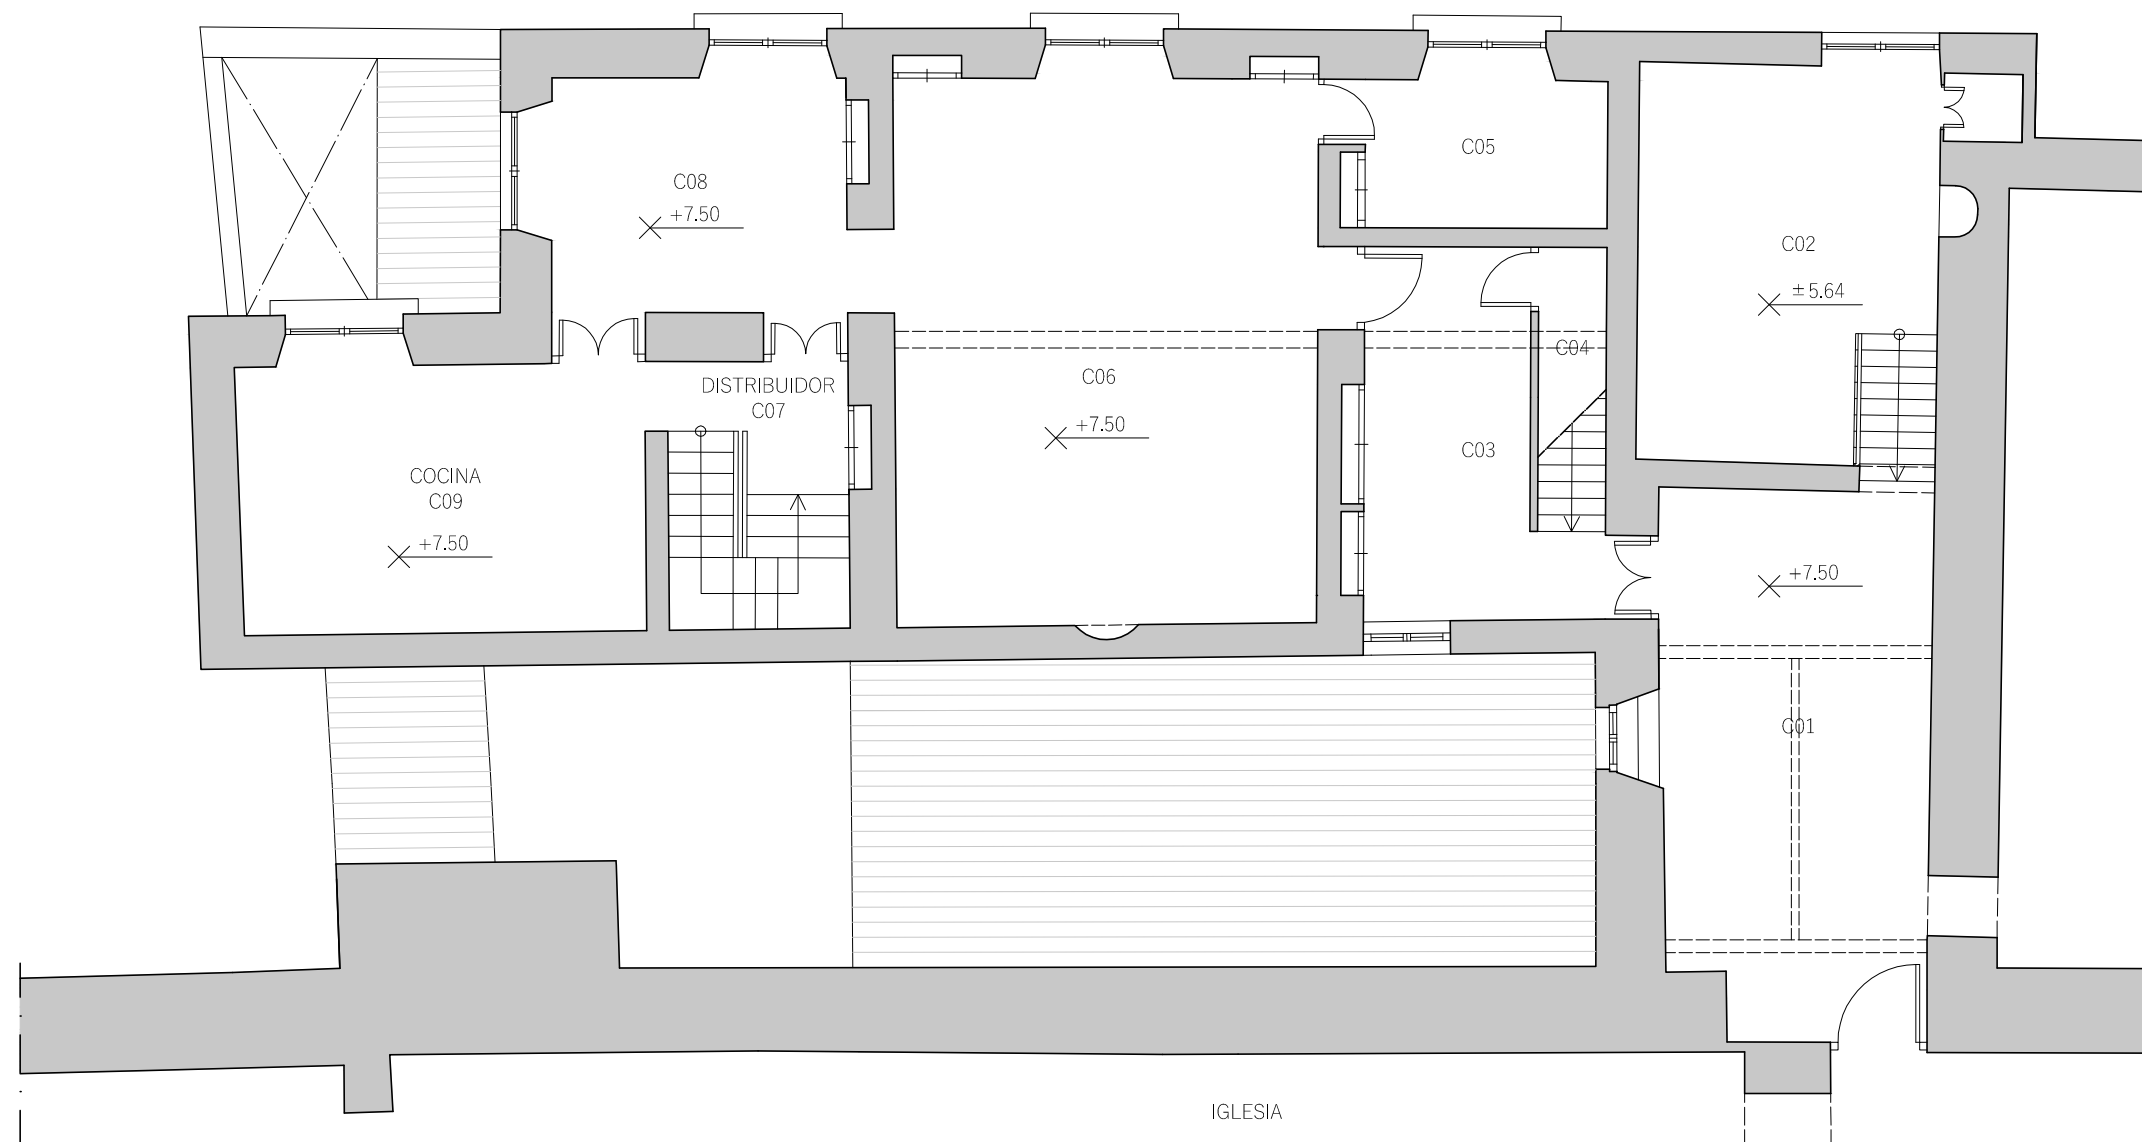 C05
C08
+7.50
C02
±5.64
C04
C06
+7.50
DISTRIBUIDOR
C07
C03
COCINA
C09
+7.50
+7.50
C01
IGLESIA